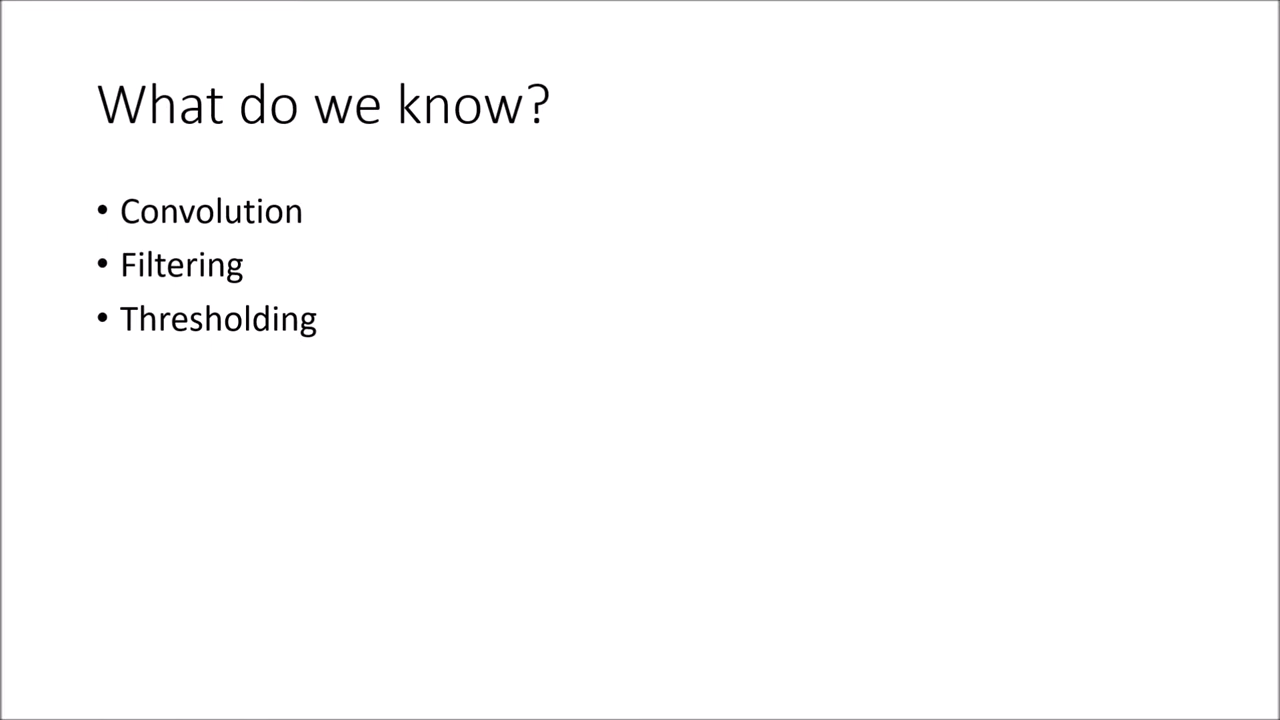 What do we know?
• Convolution
• Filtering
• Thresholding